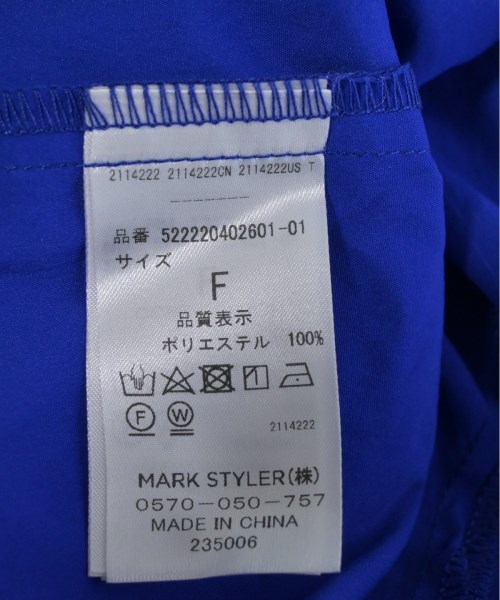 2114222 2114222CN 2114222US T
-------
品番 522220402601-01
サイズ
F
品質表示
ポリエステル 100%
F W
2114222
MARK STYLER(株)
0570-050-757
MADE IN CHINA
235006